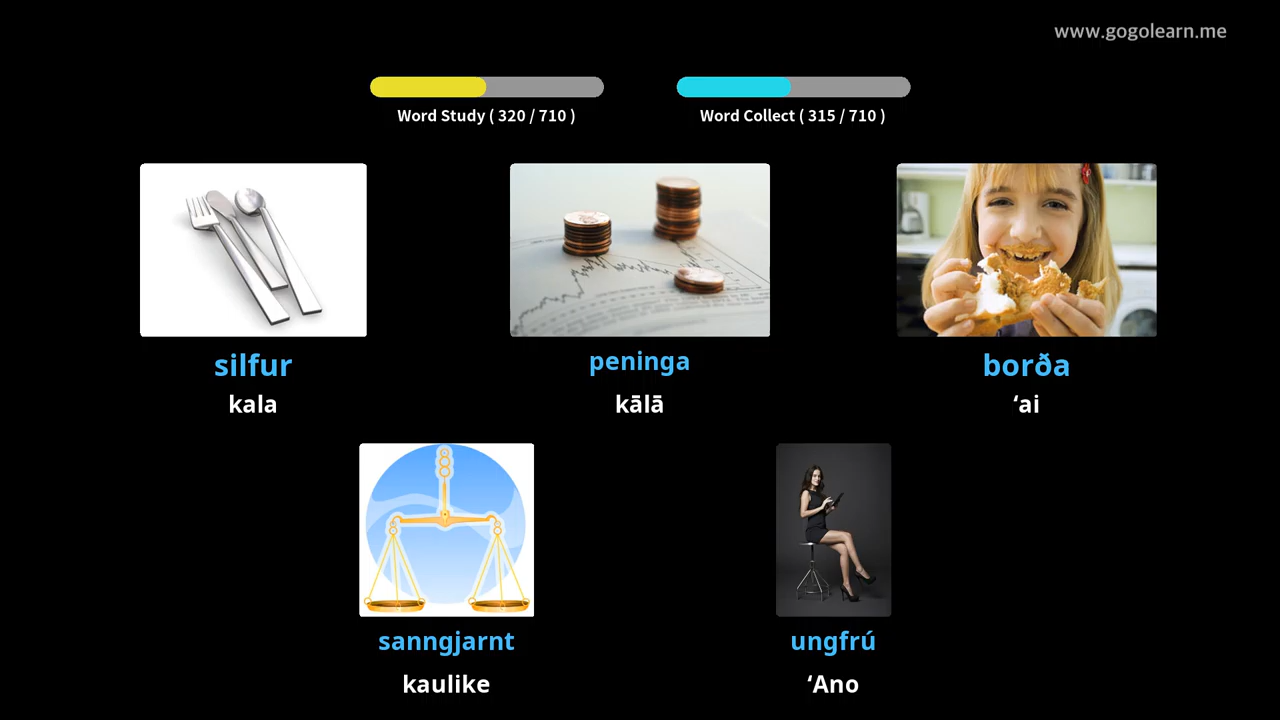 www.gogolearn.me
Word Study ( 320 / 710 )
Word Collect ( 315 / 710 )
silfur
kala
peninga
kālā
borða
ʻai
sanngjarnt
kaulike
ungfrú
ʻAno